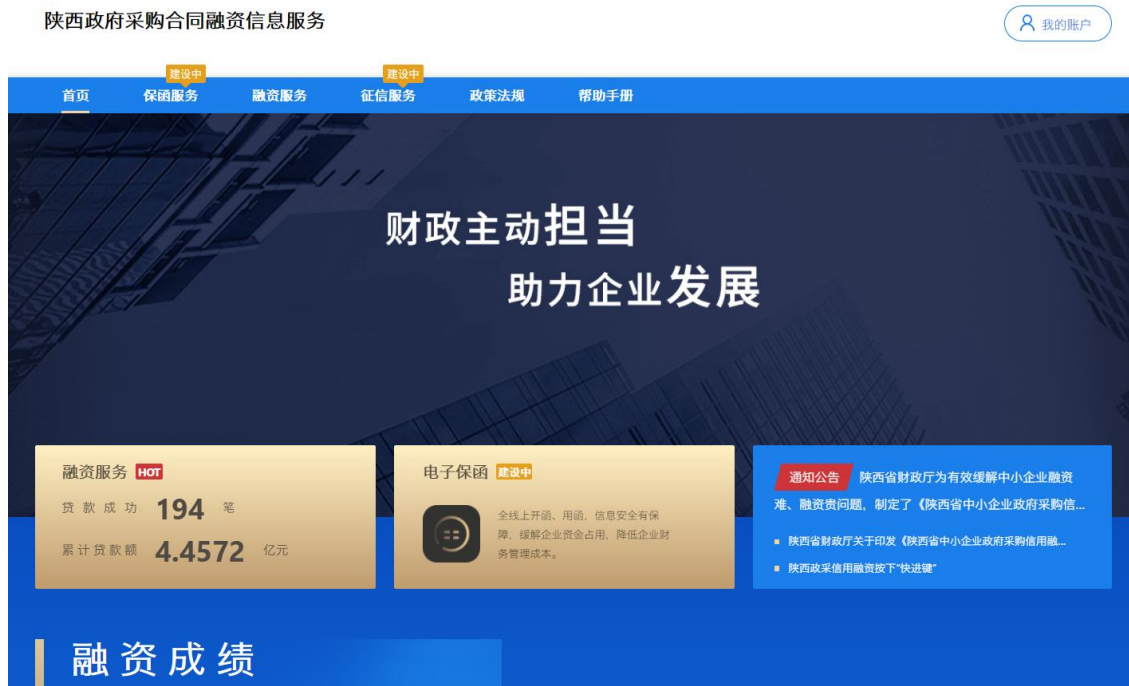 陕西政府采购合同融资信息服务
我的账户
建设中
建设中
首页 保函服务 融资服务 征信服务 政策法规 帮助手册
财政主动担当
助力企业发展
融资服务 HOT
贷款成功 194 笔
累计贷款额 4.4572 亿元
电子保函 建设中
全线上开函、用函，信息安全有保
障，缓解企业资金占用，降低企业财
务管理成本。
通知公告 陕西省财政厅为有效缓解中小企业融资
难、融资贵问题，制定了《陕西省中小企业政府采购信...
陕西省财政厅关于印发《陕西省中小企业政府采购信用融...
陕西政采信用融资按下“快进键”
融资成绩